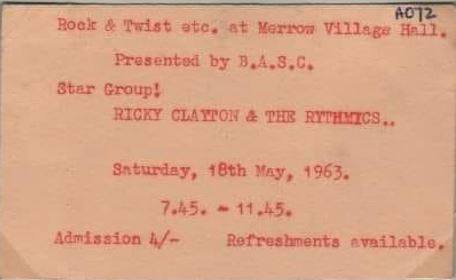 A072
Rock & Twist etc. at Merrow Village Hall.
Presented by B.A.S.C.
Star Group!
RICKY CLAYTON & THE RYTHMICS..
Saturday, 18th May, 1963.
7.45. - 11.45.
Admission 4/- Refreshments available.